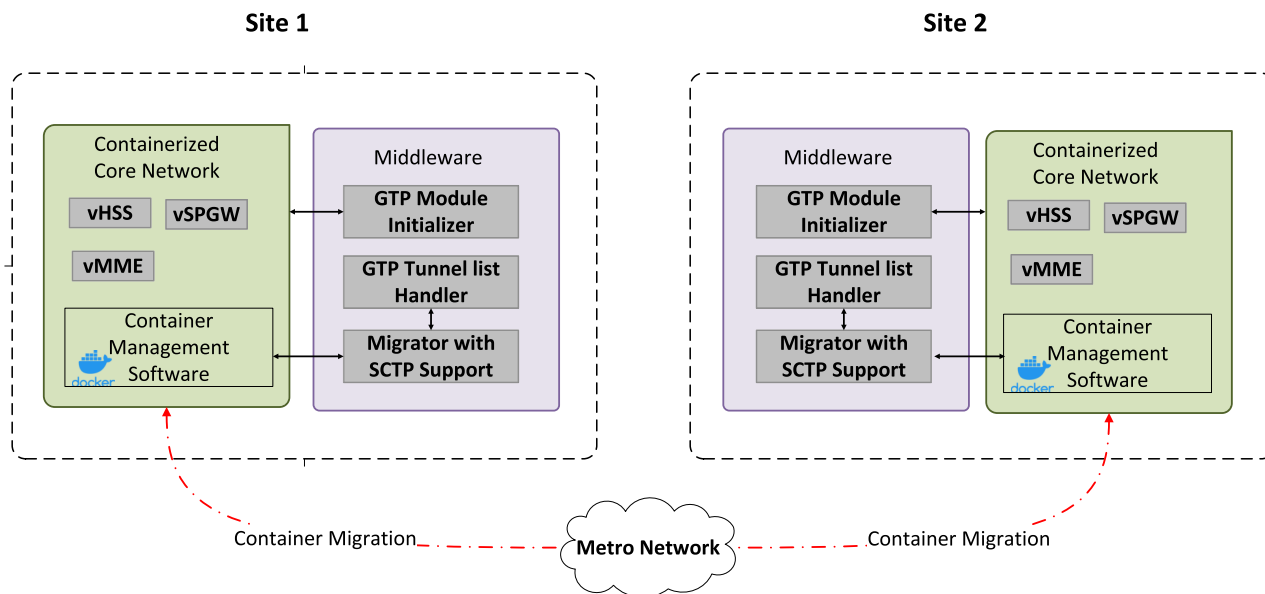 Site 1
Site 2
Containerized
Core Network
vHSS
vSPGW
vMME
Container
Management
Software
docker
Middleware
GTP Module
Initializer
GTP Tunnel list
Handler
Migrator with
SCTP Support
Middleware
GTP Module
Initializer
GTP Tunnel list
Handler
Migrator with
SCTP Support
Containerized
Core Network
vHSS
vSPGW
vMME
Container
Management
Software
docker
Container Migration
Metro Network
Container Migration